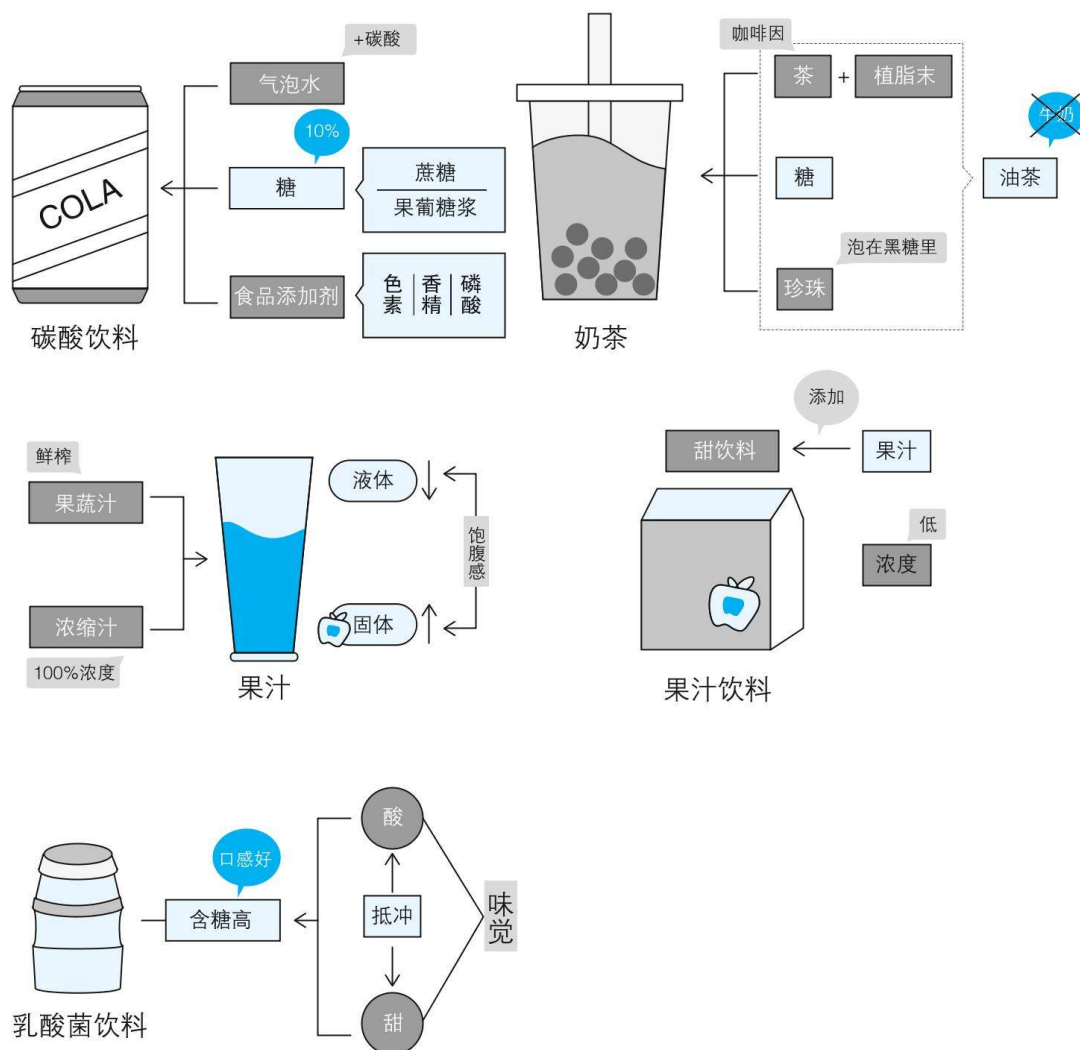 +碳酸
气泡水
10%
糖
蔗糖
果葡糖浆
食品添加剂
色素
香精
磷酸
COLA
碳酸饮料
咖啡因
茶
+
植脂末
牛奶
糖
油茶
泡在黑糖里
珍珠
奶茶
鲜榨
果蔬汁
浓缩汁
100%浓度
液体
饱腹感
固体
果汁
添加
甜饮料
果汁
低
浓度
果汁饮料
酸
口感好
含糖高
抵冲
味觉
甜
乳酸菌饮料